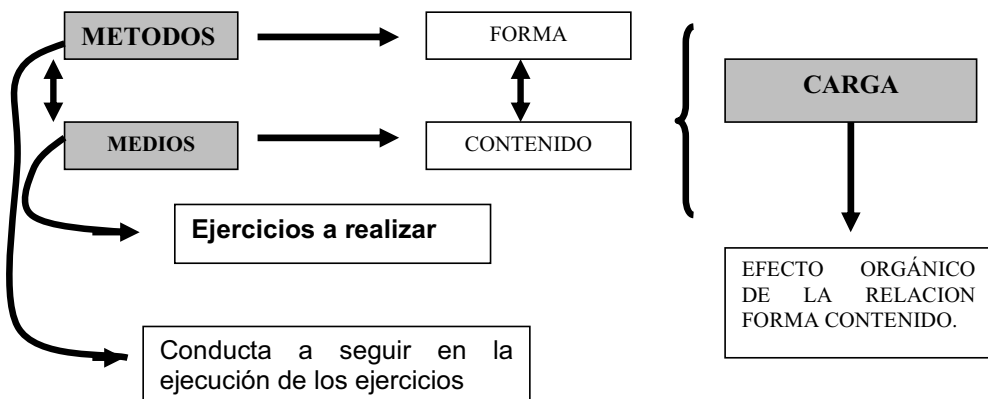 METODOS
FORMA
CARGA
MEDIOS
CONTENIDO
Ejercicios a realizar
EFECTO ORGÁNICO
DE LA RELACION
FORMA CONTENIDO.
Conducta a seguir en la
ejecución de los ejercicios